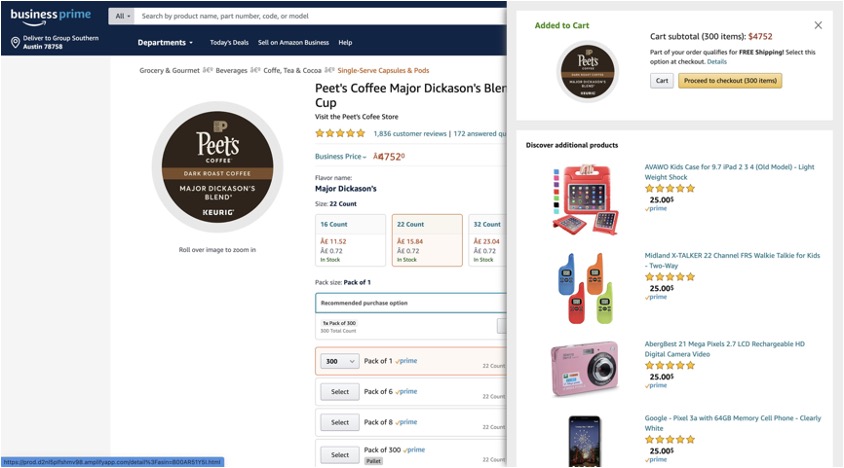 business prime
All
Search by product name, part number, code, or model
Deliver to Group Southern
Austin 78758
Departments
Today's Deals
Sell on Amazon Business
Help
Grocery & Gourmet â€ Beverages â€ Coffe, Tea & Cocoa â€ Single-Serve Capsules & Pods
Peet's
COFFEE
DARK ROAST COFFEE
MAJOR DICKASON'S
BLEND
KEURIG
Roll over image to zoom in
Peet's Coffee Major Dickason's Blen
Cup
Visit the Peet's Cofee Store
1,836 customer reviews | 172 answered qu
Business Price – Â£4752⁰
Flavor name:
Major Dickason's
Size: 22 Count
16 Count
Â£ 11.52
Â£ 0.72
In Stock
22 Count
Â£ 15.84
Â£ 0.72
In Stock
32 Count
Â£ 23.04
Â£ 0.72
In Stock
Pack size: Pack of 1
Recommended purchase option
1x Pack of 300
300 Total Count
300
Pack of 1 prime
22 Count
Select
Pack of 6 prime
22 Count
Select
Pack of 8 prime
22 Count
Select
Pack of 300 prime
Pallet
22 Count
Added to Cart
Peet's
COFFEE
DARK ROAST COFFEE
MAJOR DICKASON'S
BLEND
KEURIG
Cart subtotal (300 items): $4752
Part of your order qualifies for FREE Shipping! Select this
option at checkout. Details
Cart
Proceed to checkout (300 items)
Discover additional products
AVAWO Kids Case for 9.7 iPad 2 3 4 (Old Model) - Light
Weight Shock
25.00$
prime
Midland X-TALKER 22 Channel FRS Walkie Talkie for Kids
- Two-Way
25.00$
prime
AbergBest 21 Mega Pixels 2.7 LCD Rechargeable HD
Digital Camera Video
25.00$
prime
Google - Pixel 3a with 64GB Memory Cell Phone - Clearly
White
25.00$
prime